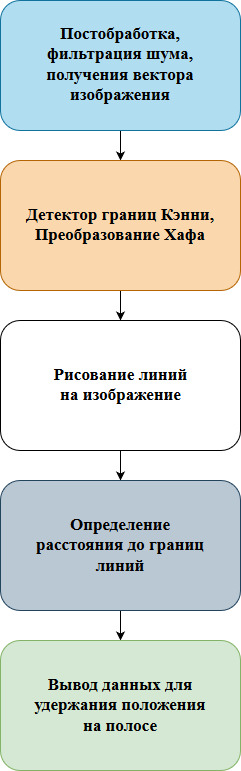 Постобработка,
фильтрация шума,
получения вектора
изображения
Детектор границ Кэнни,
Преобразование Хафа
Рисование линий
на изображение
Определение
расстояния до границ
линий
Вывод данных для
удержания положения
на полосе